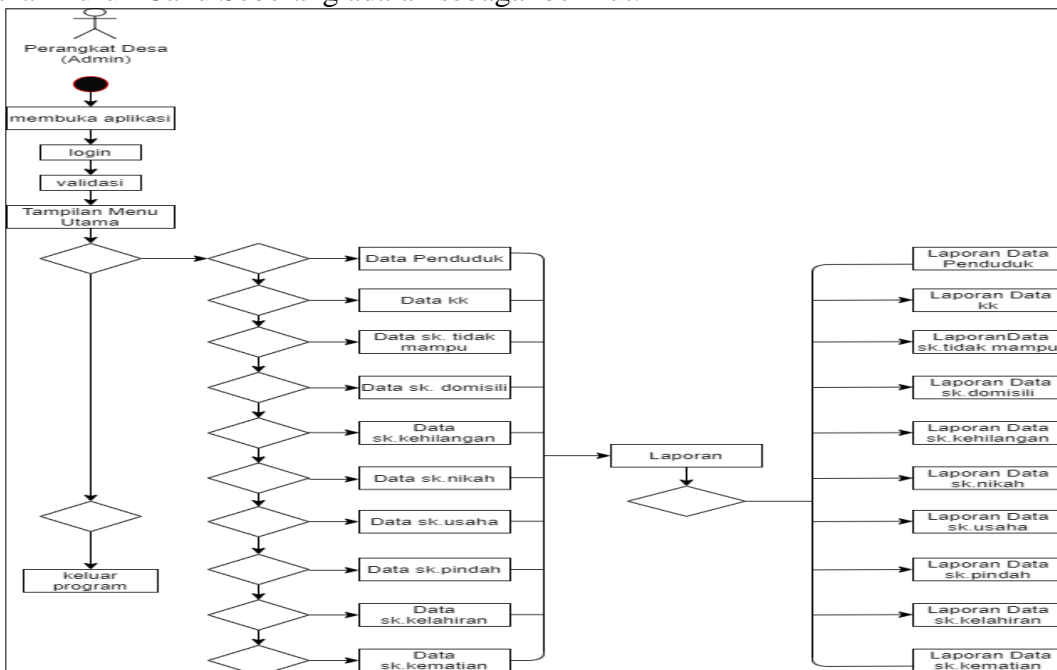 Perangkat Desa
(Admin)
membuka aplikasi
login
validasi
Tampilan Menu
Utama
keluar
program
Data Penduduk
Data kk
Data sk. tidak
mampu
Data sk. domisili
Data
sk.kehilangan
Data sk.nikah
Data sk.usaha
Data sk.pindah
Data
sk.kelahiran
Data
sk.kematian
Laporan
Laporan Data
Penduduk
Laporan Data
kk
LaporanData
sk.tidak mampu
Laporan Data
sk.domisili
Laporan Data
sk.kehilangan
Laporan Data
sk.nikah
Laporan Data
sk.usaha
Laporan Data
sk.pindah
Laporan Data
sk.kelahiran
Laporan Data
sk.kematian